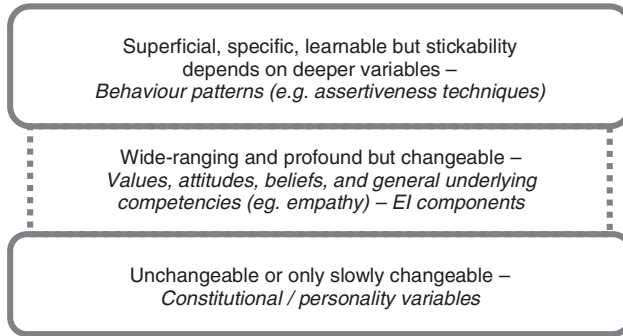 Superficial, specific, learnable but stickability
depends on deeper variables –
Behaviour patterns (e.g. assertiveness techniques)
Wide-ranging and profound but changeable –
Values, attitudes, beliefs, and general underlying
competencies (eg. empathy) – EI components
Unchangeable or only slowly changeable –
Constitutional / personality variables